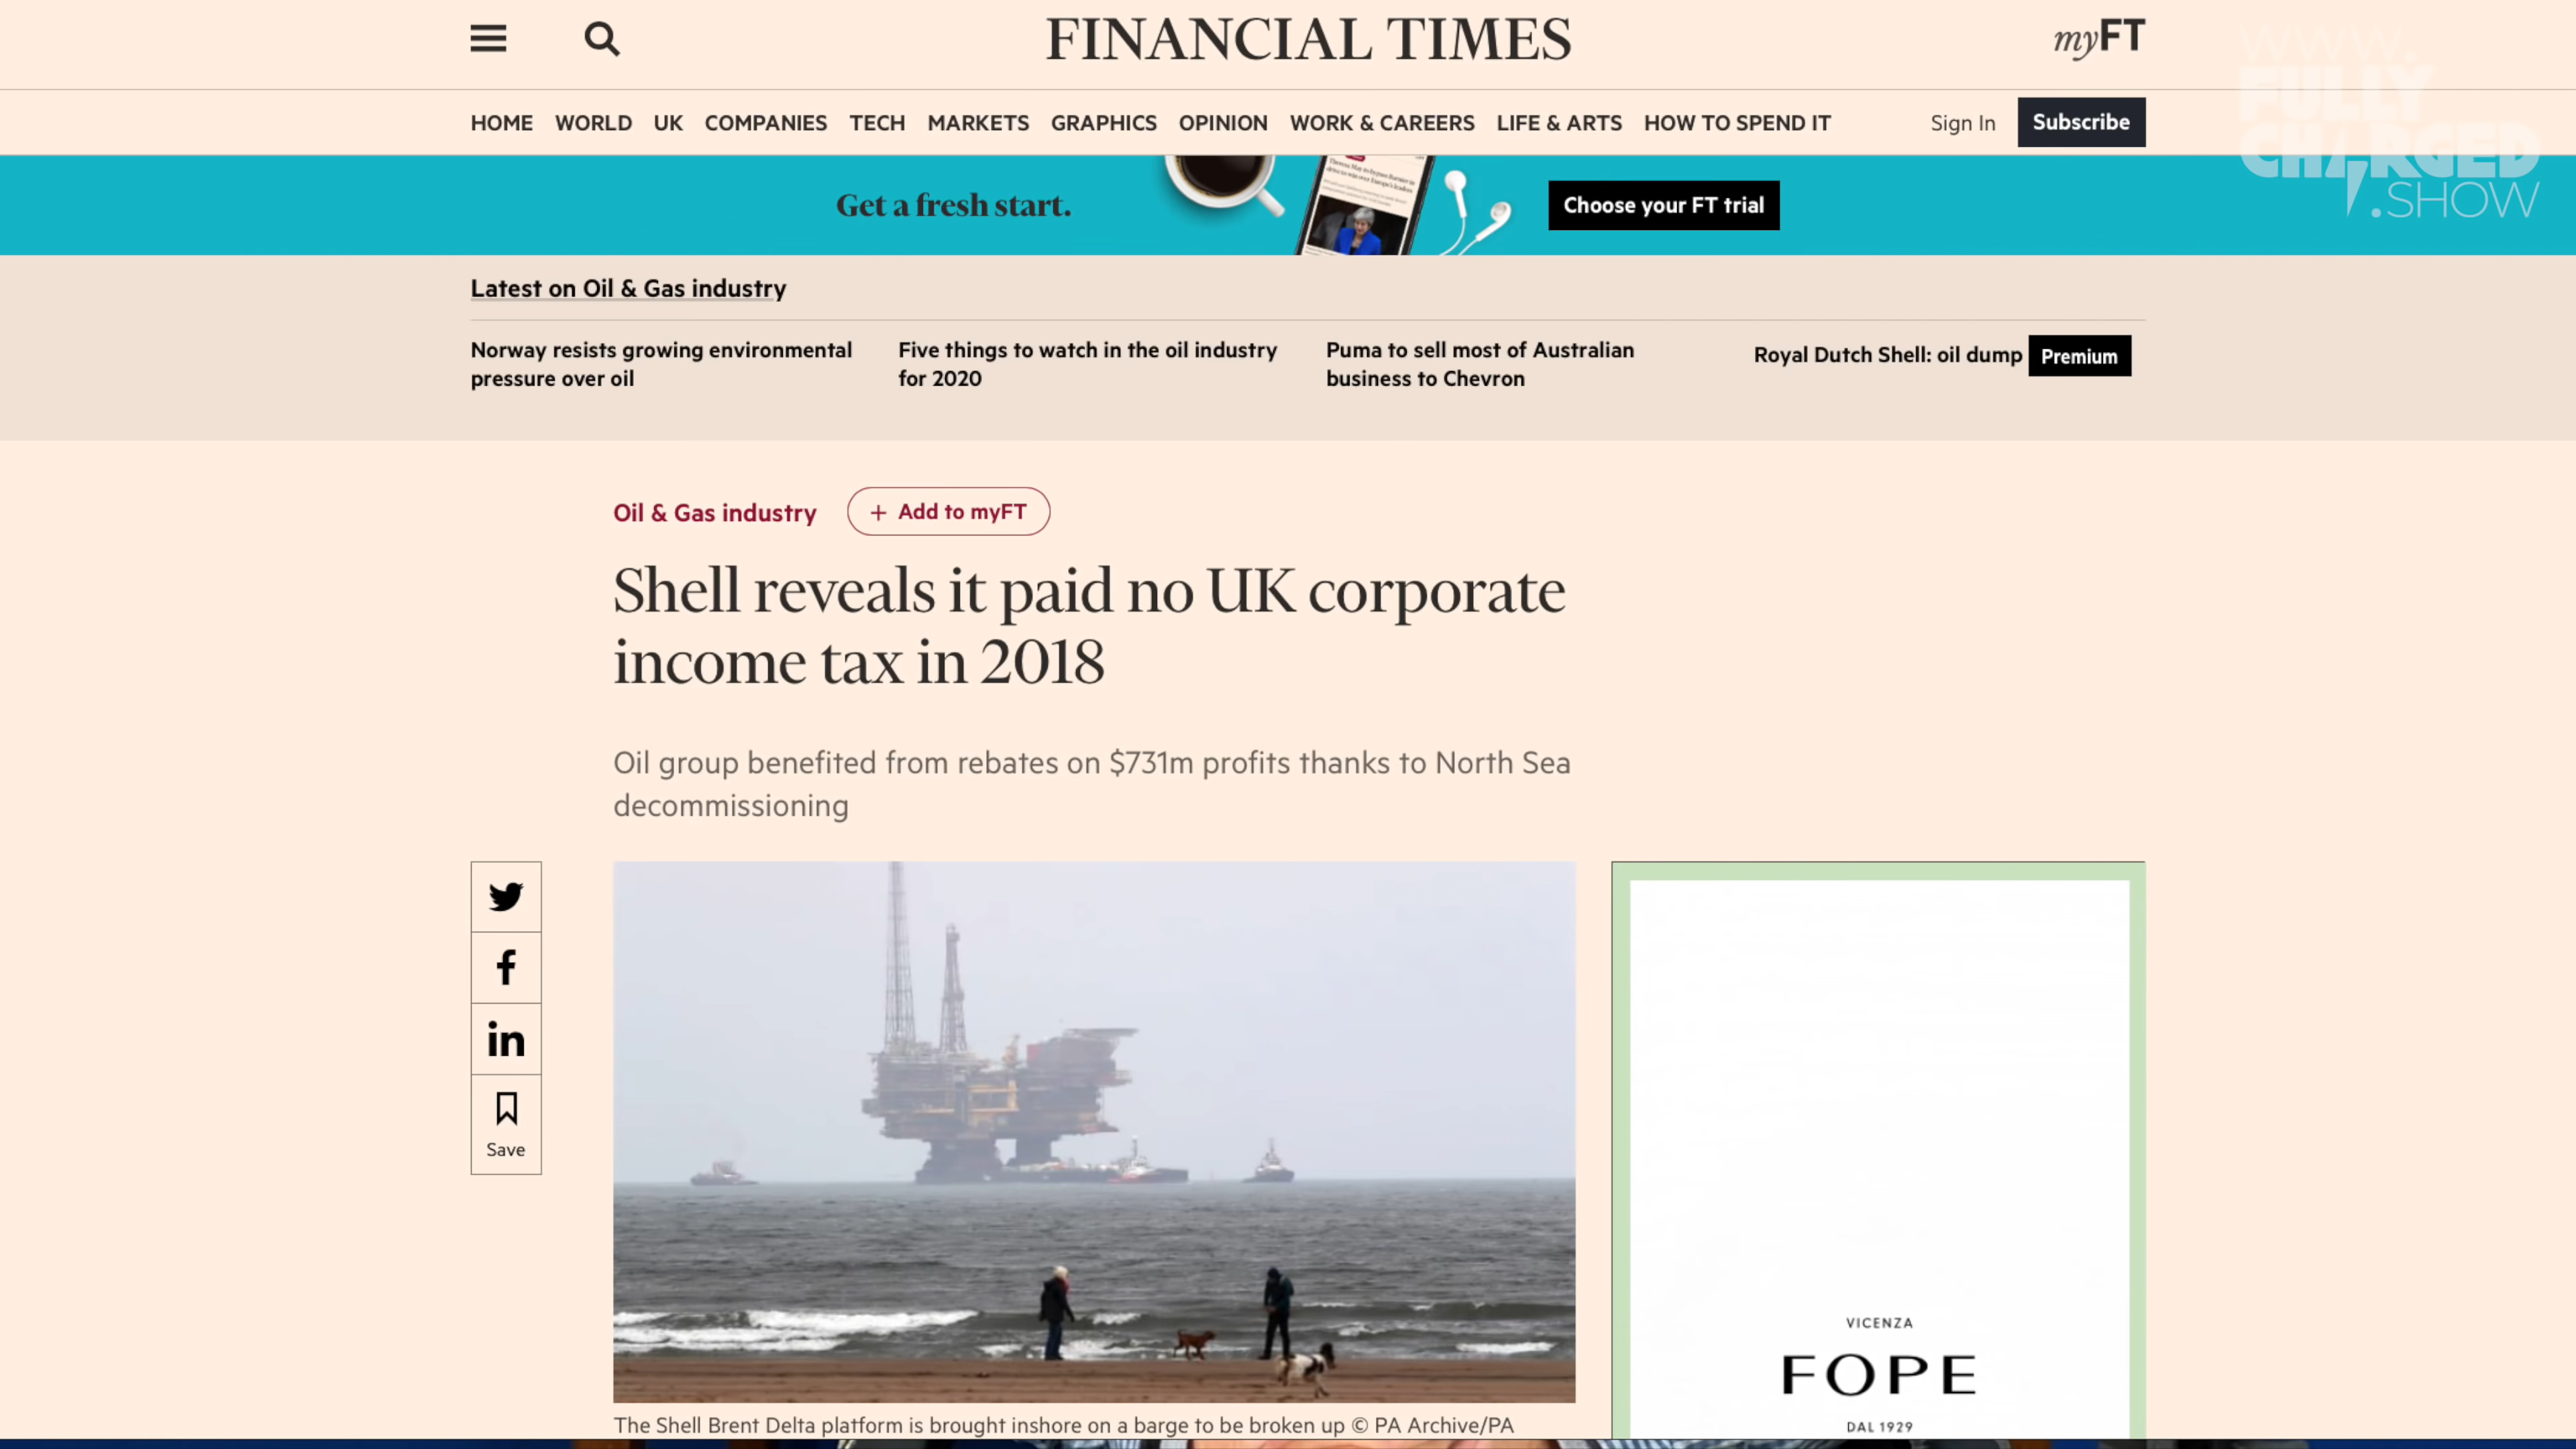 FINANCIAL TIMES
myFT
WWW.
FULLY
CHARGED
.SHOW
HOME WORLD UK COMPANIES TECH MARKETS GRAPHICS OPINION WORK & CAREERS LIFE & ARTS HOW TO SPEND IT Sign In Subscribe
Get a fresh start.
Choose your FT trial
Latest on Oil & Gas industry
Norway resists growing environmental
pressure over oil
Five things to watch in the oil industry
for 2020
Puma to sell most of Australian
business to Chevron
Royal Dutch Shell: oil dump Premium
Oil & Gas industry + Add to myFT
Shell reveals it paid no UK corporate
income tax in 2018
Oil group benefited from rebates on $731m profits thanks to North Sea
decommissioning
Save
The Shell Brent Delta platform is brought inshore on a barge to be broken up © PA Archive/PA
VICENZA
FOPE
DAL 1929